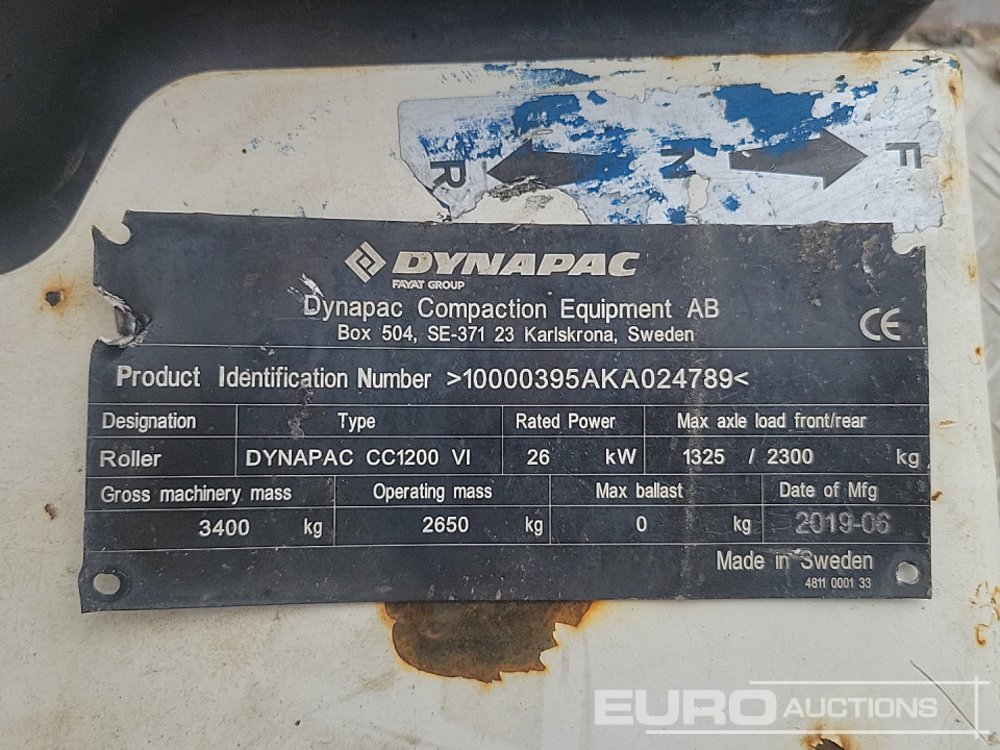 R N F
DYNAPAC
FAYAT GROUP
Dynapac Compaction Equipment AB
Box 504, SE-371 23 Karlskrona, Sweden
CE
Product Identification Number >10000395AKA024789<
Designation Type Rated Power Max axle load front/rear
Roller DYNAPAC CC1200 VI 26 kW 1325 / 2300 kg
Gross machinery mass Operating mass Max ballast Date of Mfg
3400 kg 2650 kg 0 kg 2019-06
Made in Sweden
4811 0001 33
EURO AUCTIONS